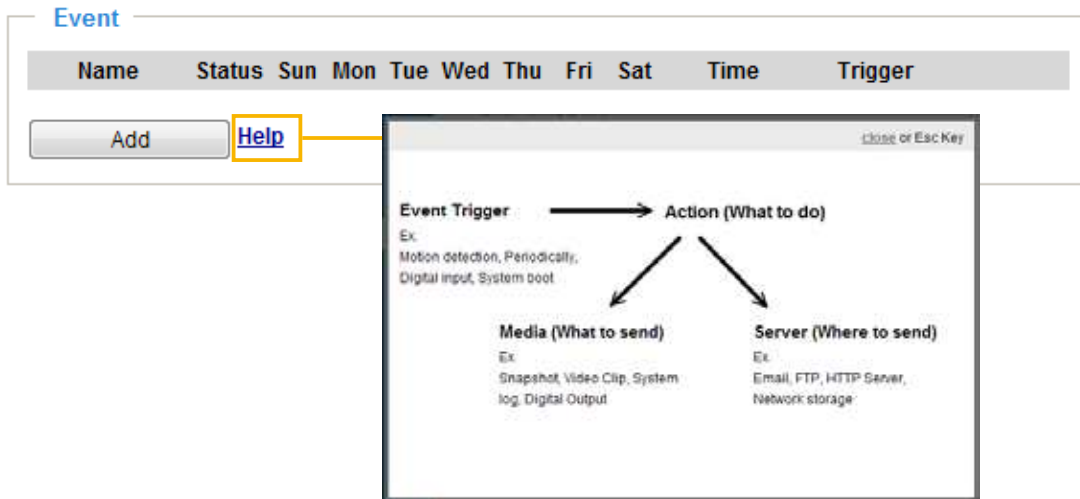 Event
Name Status Sun Mon Tue Wed Thu Fri Sat Time Trigger
Add Help
close or Esc Key
Event Trigger Action (What to do)
Ex.
Motion detection, Periodically,
Digital input, System boot
Media (What to send)
Ex.
Snapshot, Video Clip, System
log, Digital Output
Server (Where to send)
Ex.
Email, FTP, HTTP Server,
Network storage